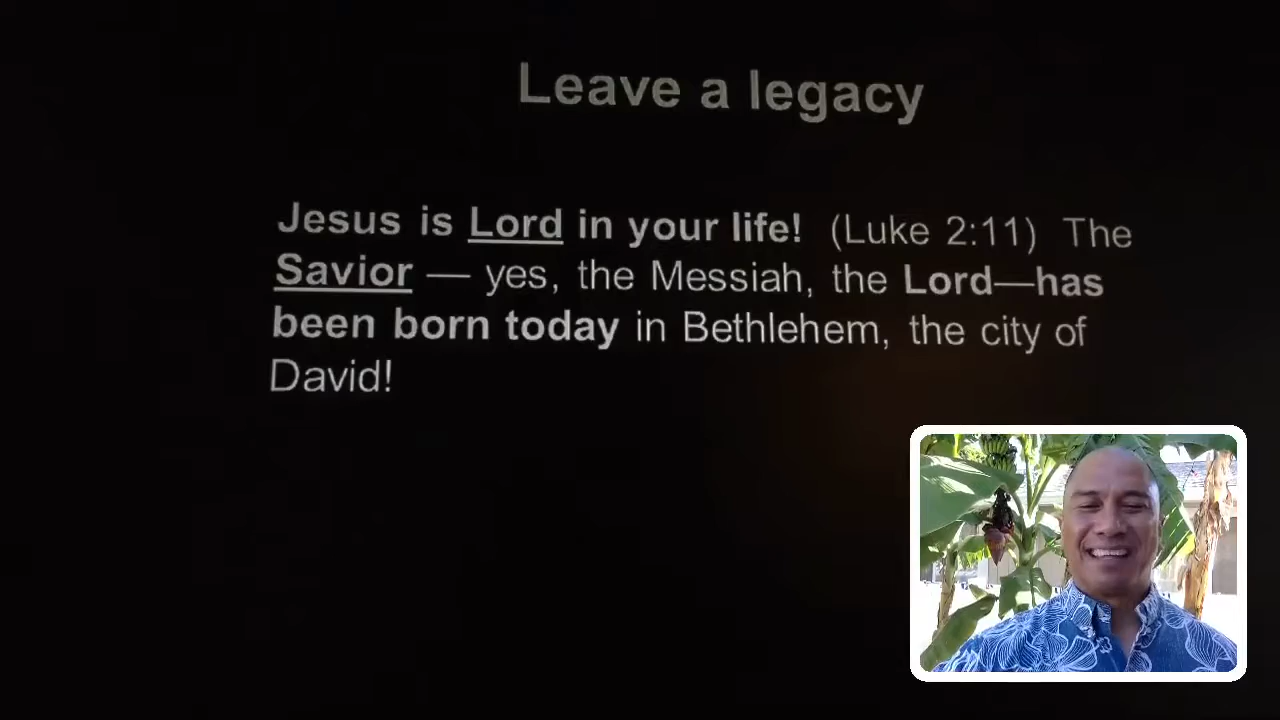 Leave a legacy
Jesus is Lord in your life! (Luke 2:11) The
Savior — yes, the Messiah, the Lord—has
been born today in Bethlehem, the city of
David!